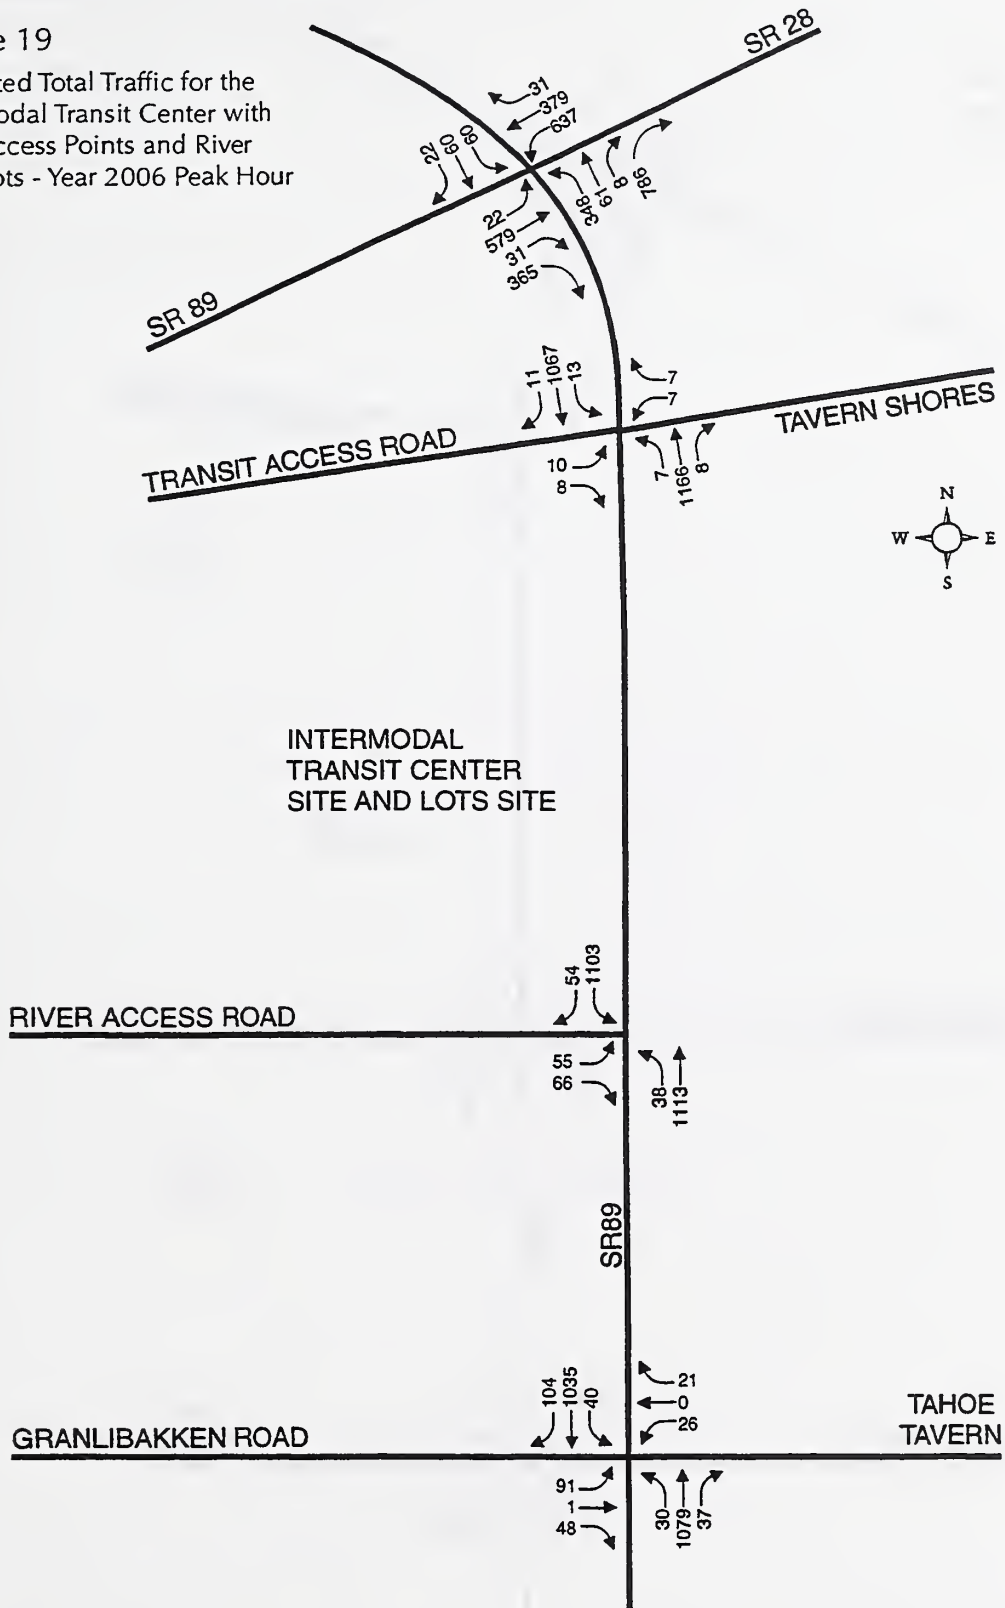 e 19
ted Total Traffic for the
odal Transit Center with
ccess Points and River
ots - Year 2006 Peak Hour
SR 28
31
379
637
22
60
60
22
579
31
365
348
61
8
786
SR 89
11
1067
13
7
7
TRANSIT ACCESS ROAD
TAVERN SHORES
10
8
7
1166
8
N
W
E
S
INTERMODAL
TRANSIT CENTER
SITE AND LOTS SITE
54
1103
RIVER ACCESS ROAD
55
66
38
1113
SR89
104
1035
40
21
0
26
GRANLIBAKKEN ROAD
TAHOE
TAVERN
91
1
48
30
1079
37